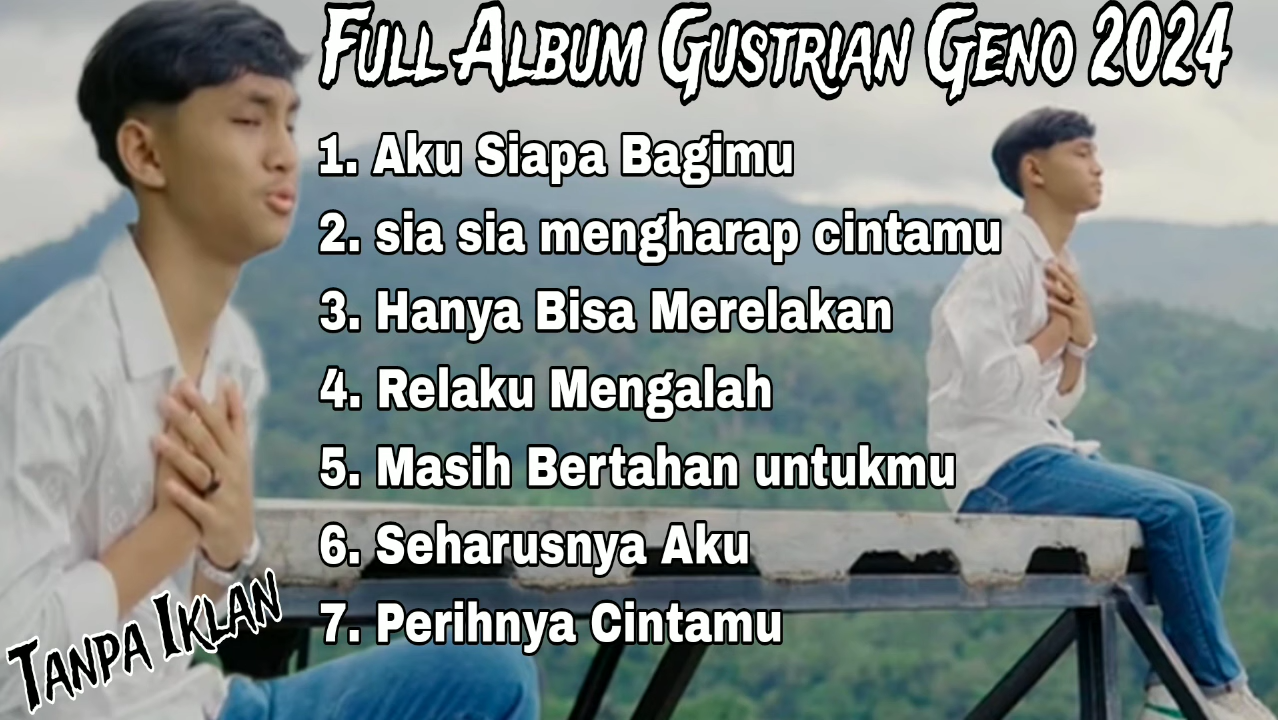 Full Album Gustrian Geno 2024
1. Aku Siapa Bagimu
2. sia sia mengharap cintamu
3. Hanya Bisa Merelakan
4. Relaku Mengalah
5. Masih Bertahan untukmu
6. Seharusnya Aku
7. Perihnya Cintamu
Tanpa Iklan